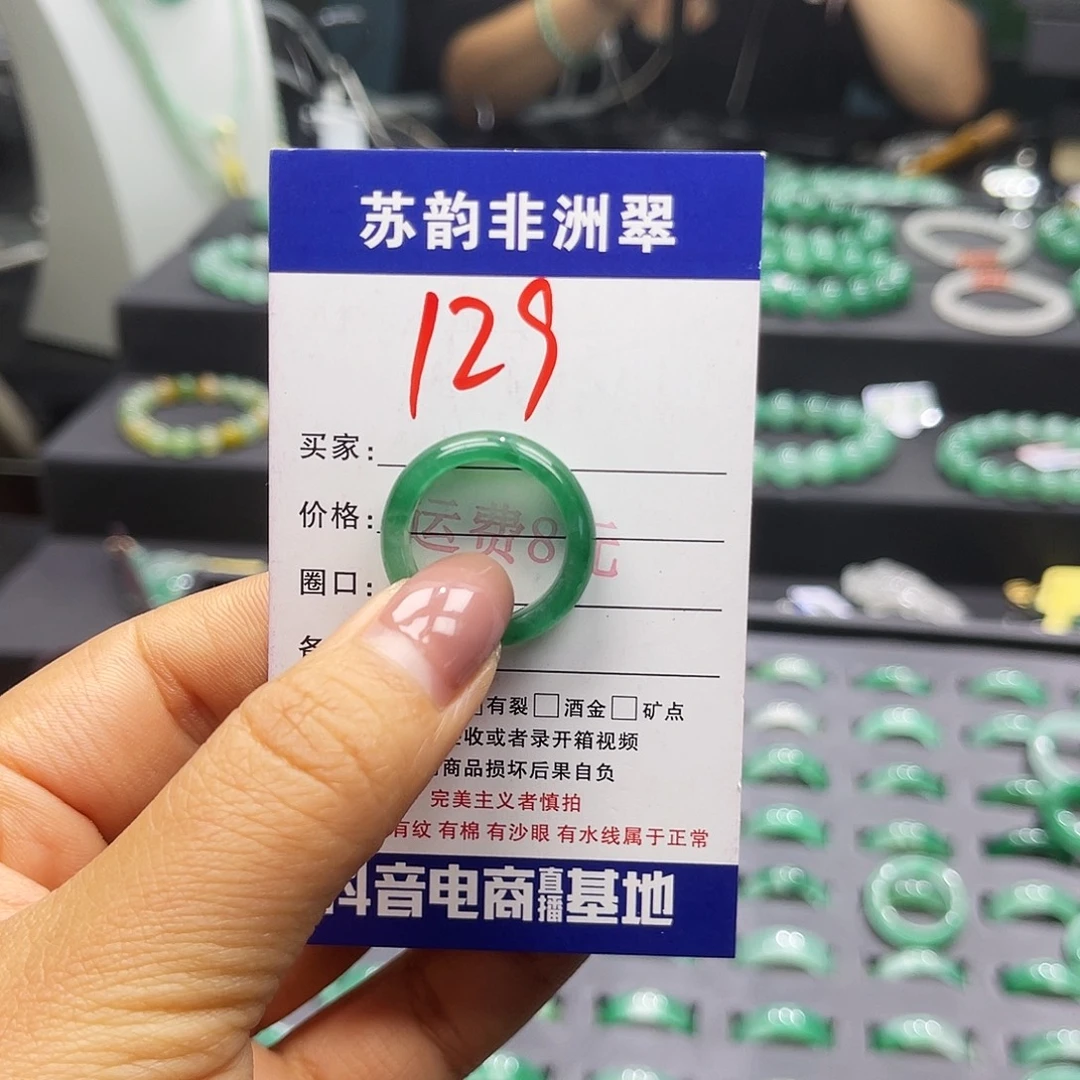 苏韵非洲翠
129
买家：
价格：
运费8元
圈口：
有裂□酒金□矿点
收或者录开箱视频
商品损坏后果自负
完美主义者慎拍
有纹 有棉 有沙眼 有水线属于正常
抖音电商直播基地